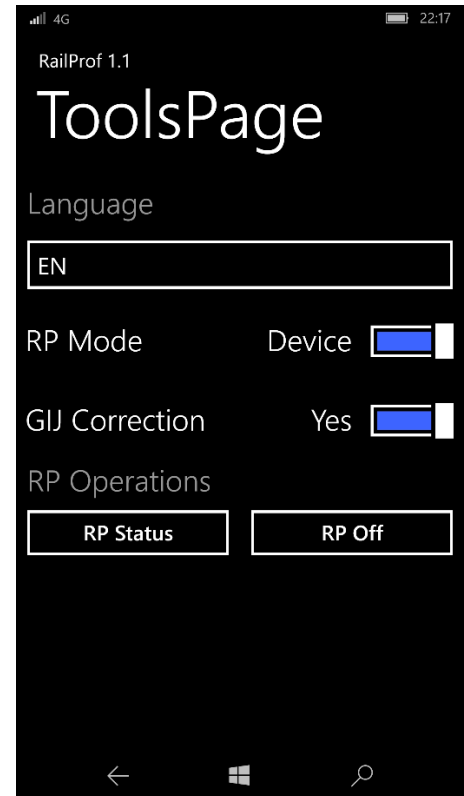 4G 22:17
RailProf 1.1
ToolsPage
Language
EN
RP Mode Device
GIJ Correction Yes
RP Operations
RP Status RP Off